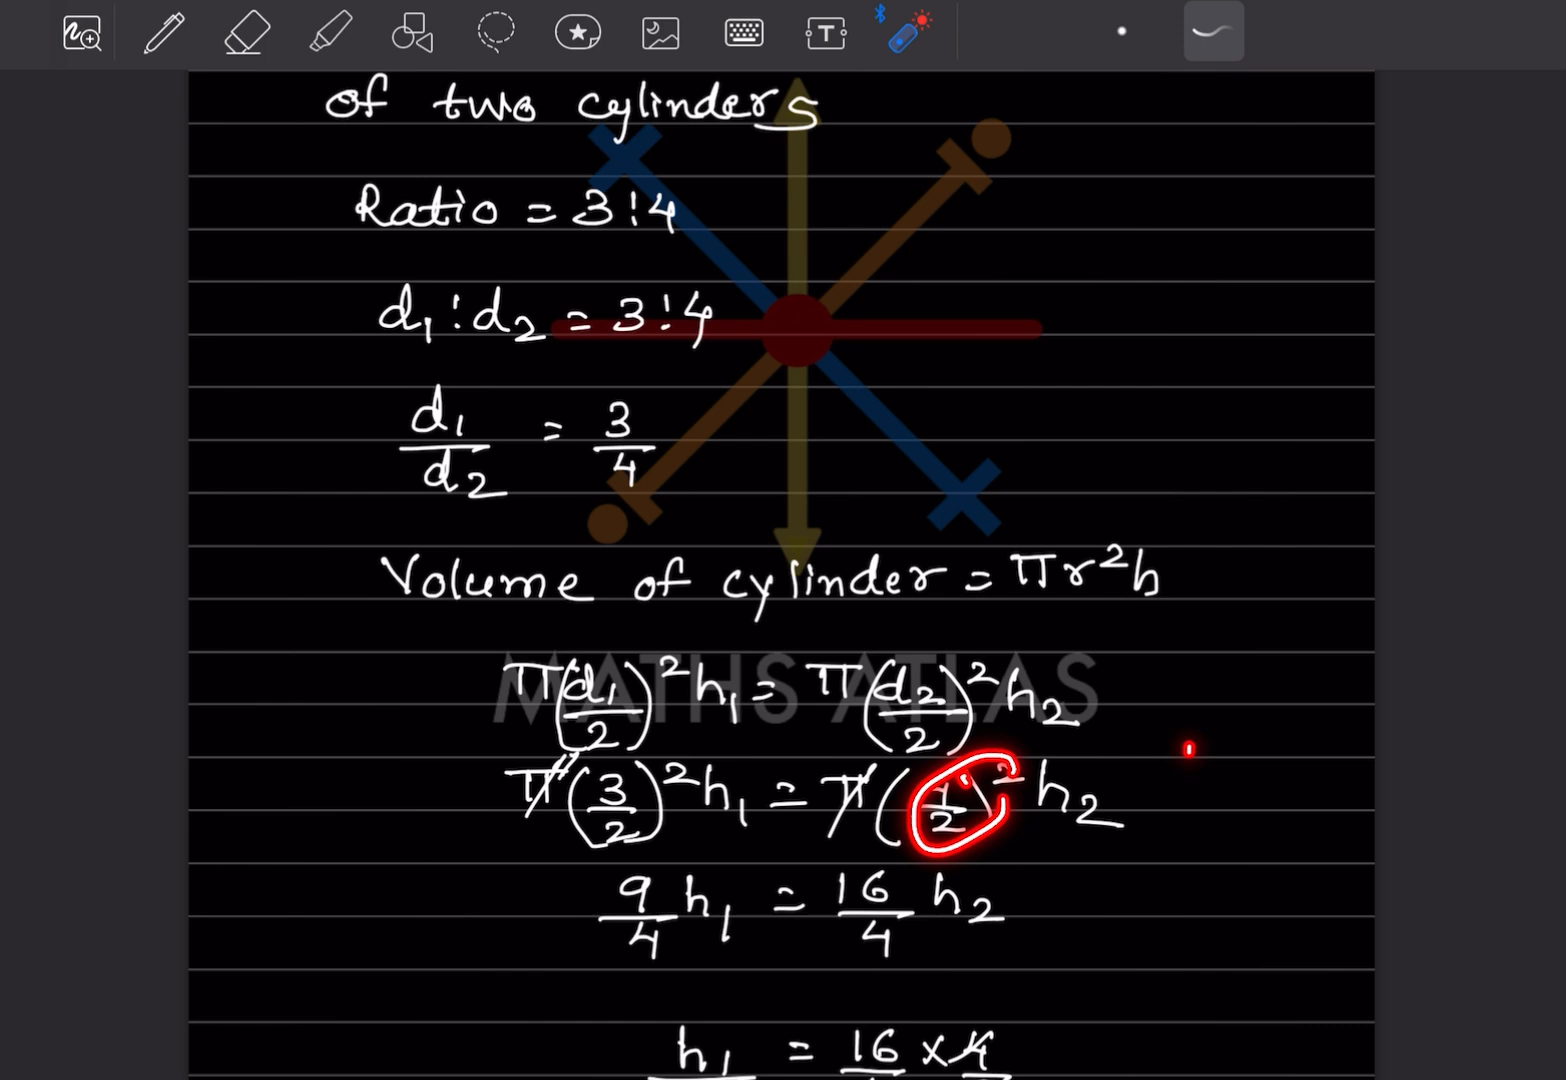 of two cylinders
Ratio = 3:4
d₁:d₂ = 3:4
d₁/d₂ = 3/4
Volume of cylinder = πr²h
MATHS ATLAS
π(d₁/2)²h₁ = π(d₂/2)²h₂
π(3/2)²h₁ = π(4/2)²h₂
9/4 h₁ = 16/4 h₂
h₁ = 16 × 4